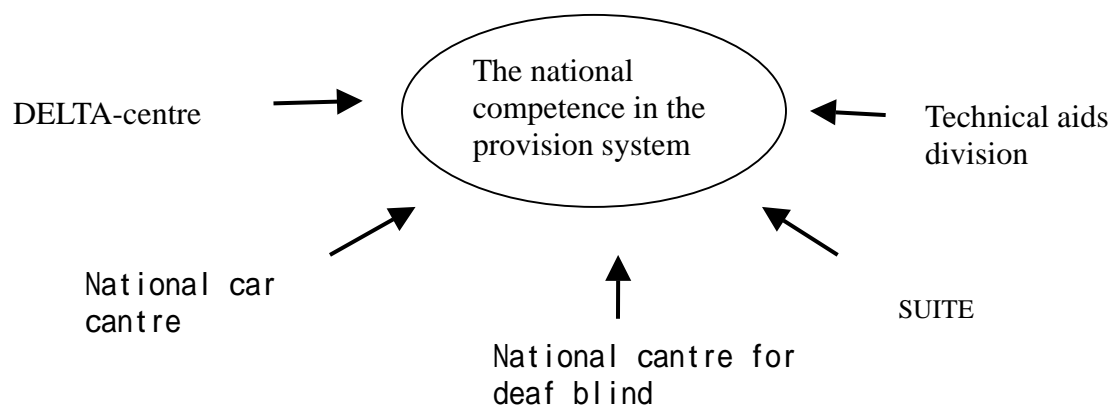 The national
competence in the
provision system
DELTA-centre
Technical aids
division
National car
cantre
SUITE
National cantre for
deaf blind